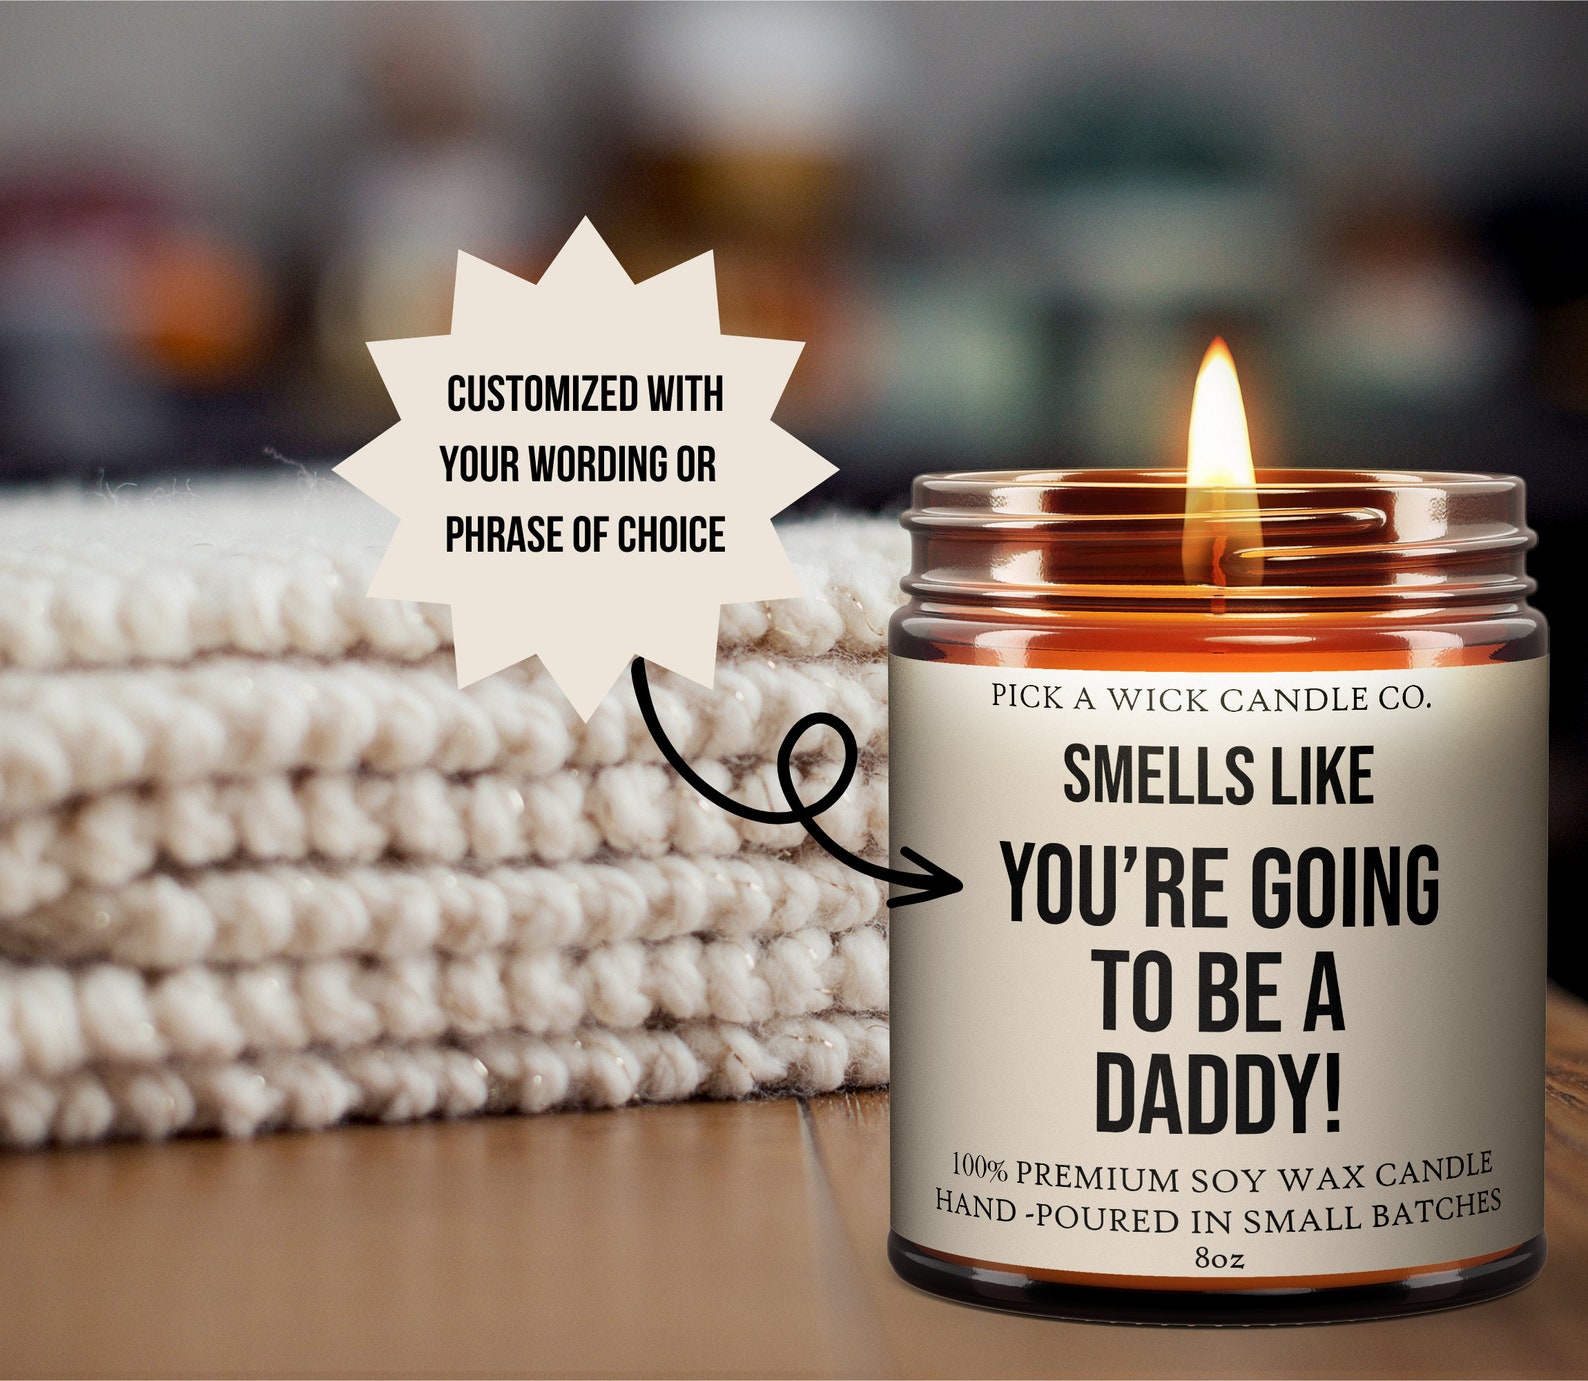 CUSTOMIZED WITH
YOUR WORDING OR
PHRASE OF CHOICE
PICK A WICK CANDLE CO.
SMELLS LIKE
YOU'RE GOING
TO BE A
DADDY!
100% PREMIUM SOY WAX CANDLE
HAND -POURED IN SMALL BATCHES
8oz